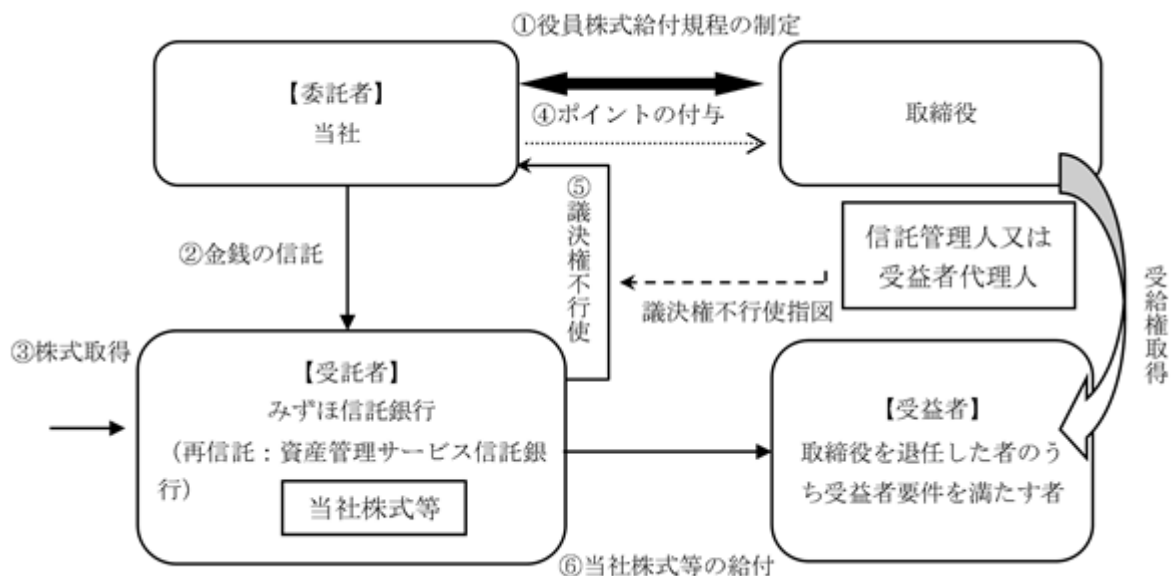 ①役員株式給付規程の制定
【委託者】
当社
④ポイントの付与
取締役
⑤議決権不行使
②金銭の信託
信託管理人又は
受益者代理人
議決権不行使指図
受給権取得
③株式取得
【受託者】
みずほ信託銀行
（再信託：資産管理サービス信託銀
行）
当社株式等
【受益者】
取締役を退任した者のう
ち受益者要件を満たす者
⑥当社株式等の給付